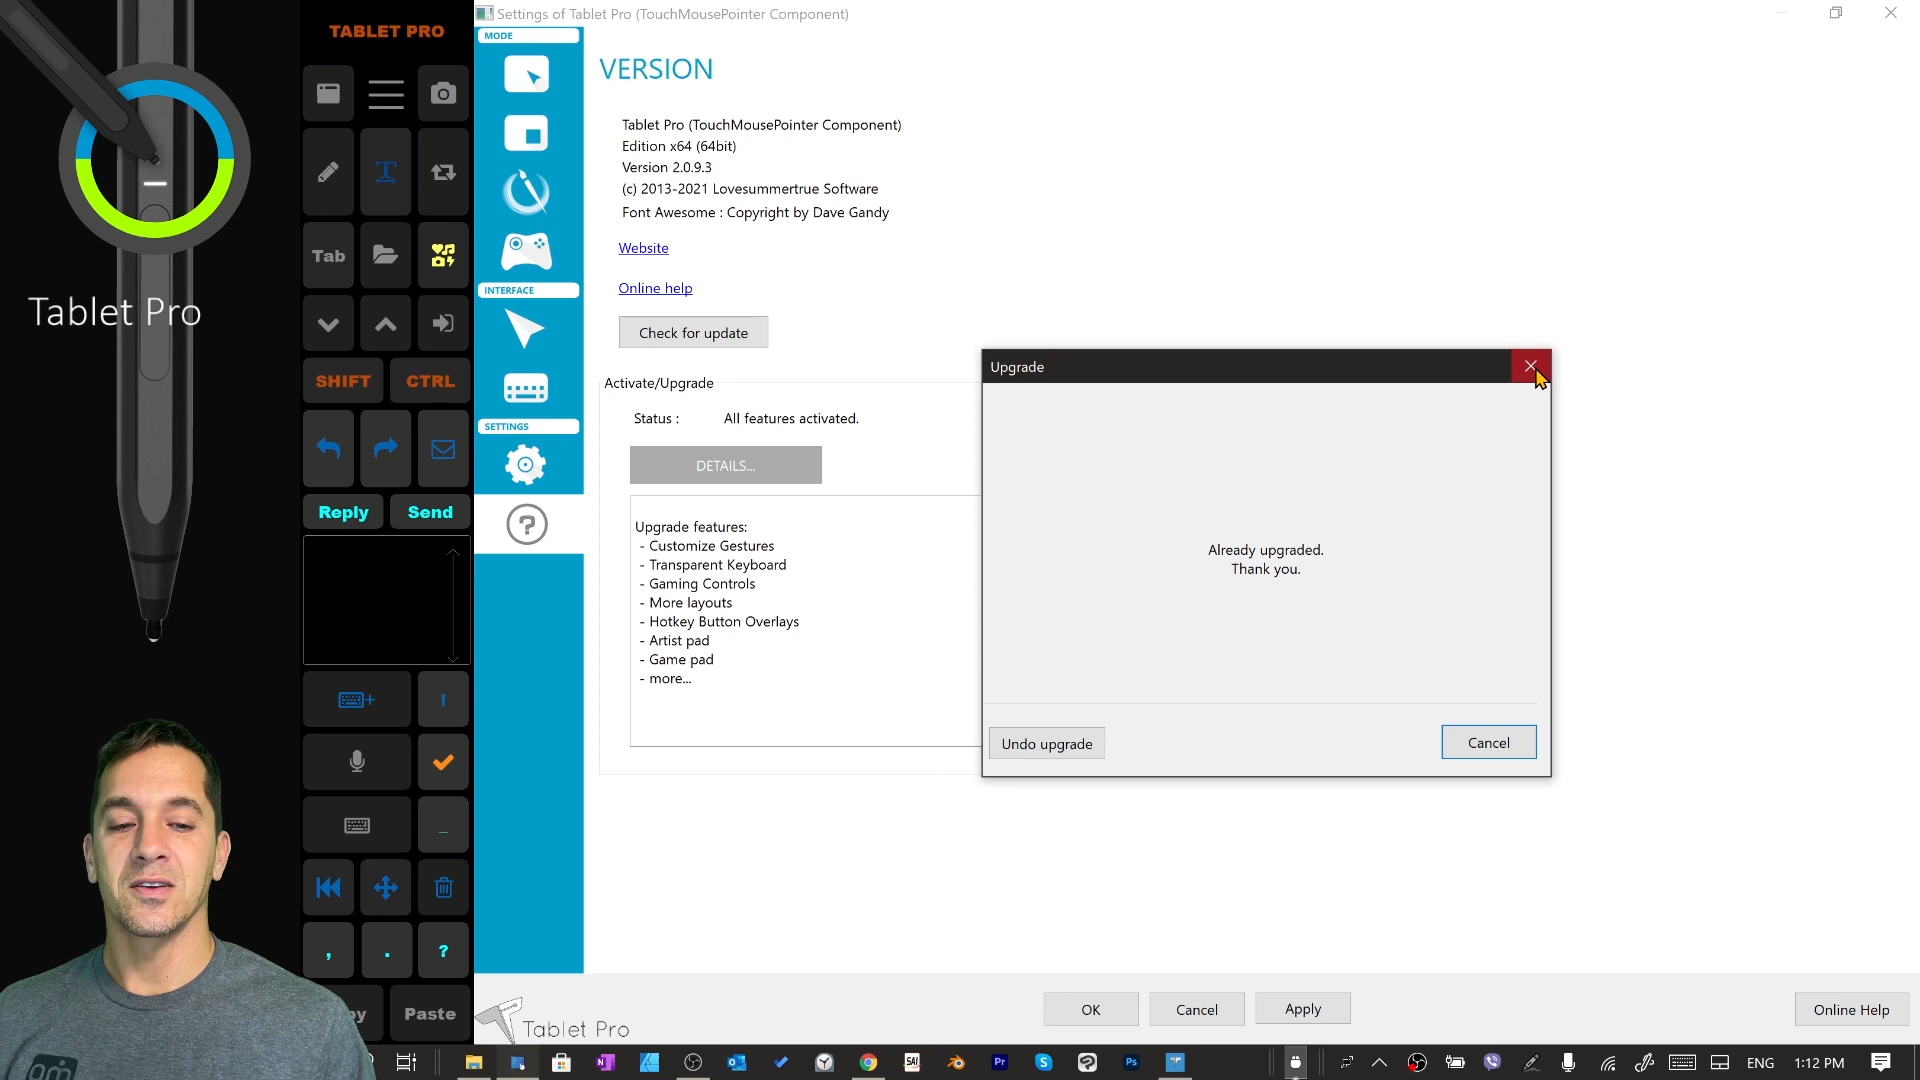 TABLET PRO
Tab
SHIFT
CTRL
Reply
Send
!
_
,
.
?
Paste
Tablet Pro
Settings of Tablet Pro (TouchMousePointer Component)
MODE
INTERFACE
SETTINGS
VERSION
Tablet Pro (TouchMousePointer Component)
Edition x64 (64bit)
Version 2.0.9.3
(c) 2013-2021 Lovesummertrue Software
Font Awesome : Copyright by Dave Gandy
Website
Online help
Check for update
Activate/Upgrade
Status : All features activated.
DETAILS...
Upgrade features:
- Customize Gestures
- Transparent Keyboard
- Gaming Controls
- More layouts
- Hotkey Button Overlays
- Artist pad
- Game pad
- more...
Upgrade
Already upgraded.
Thank you.
Undo upgrade
Cancel
Tablet Pro
OK
Cancel
Apply
Online Help
SAI
Pr
Ps
ENG
1:12 PM